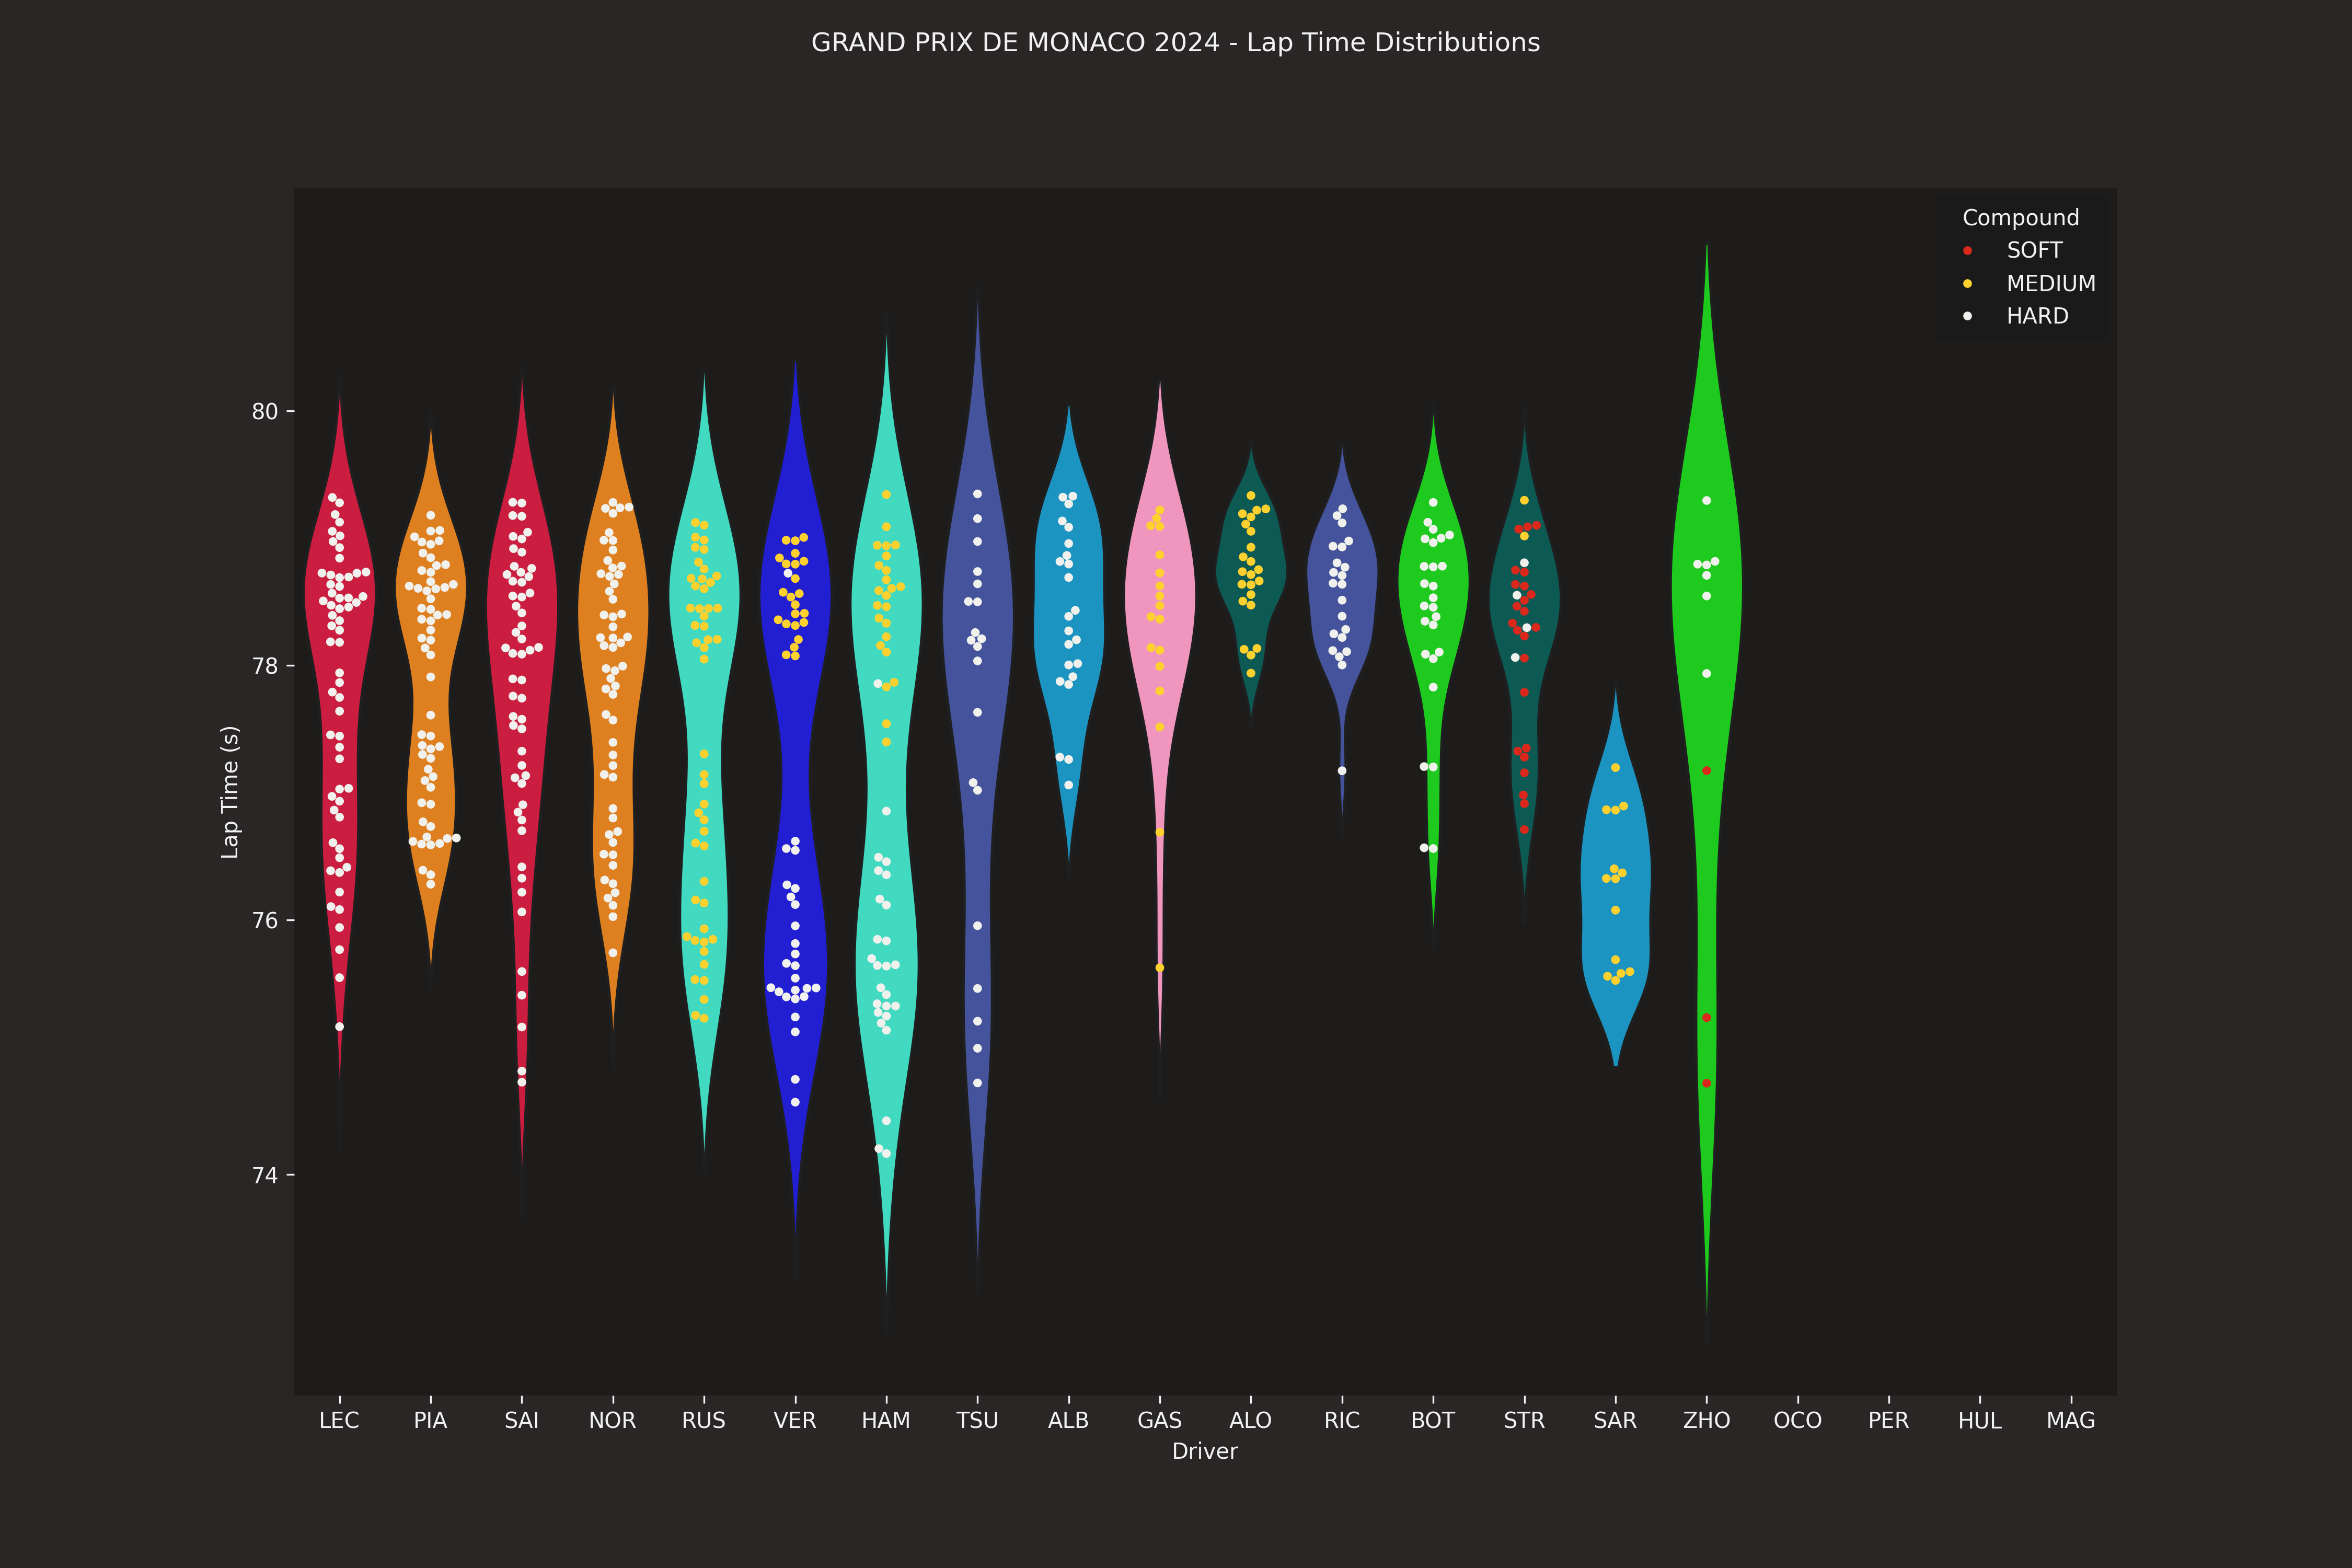 GRAND PRIX DE MONACO 2024 - Lap Time Distributions
Compound
SOFT
MEDIUM
HARD
80
78
76
74
Lap Time (s)
LEC PIA SAI NOR RUS VER HAM TSU ALB GAS ALO RIC BOT STR SAR ZHO OCO PER HUL MAG
Driver